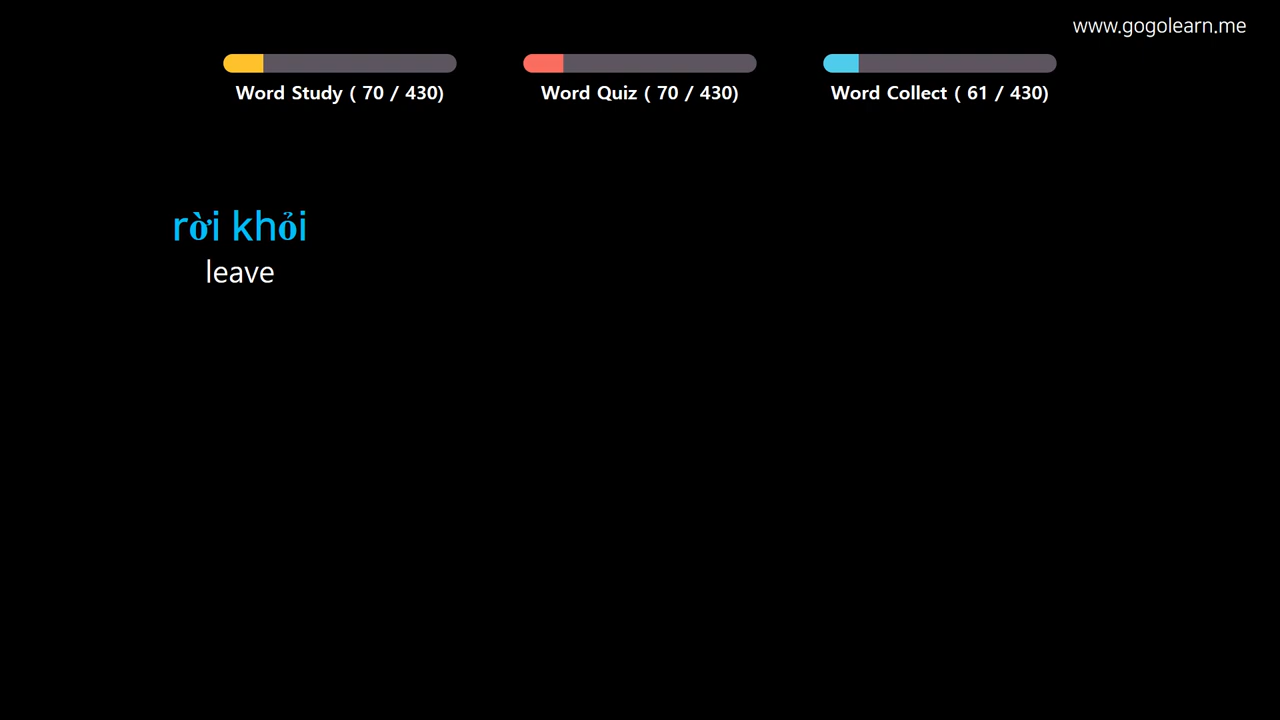 www.gogolearn.me
Word Study ( 70 / 430)
Word Quiz ( 70 / 430)
Word Collect ( 61 / 430)
rời khỏi
leave